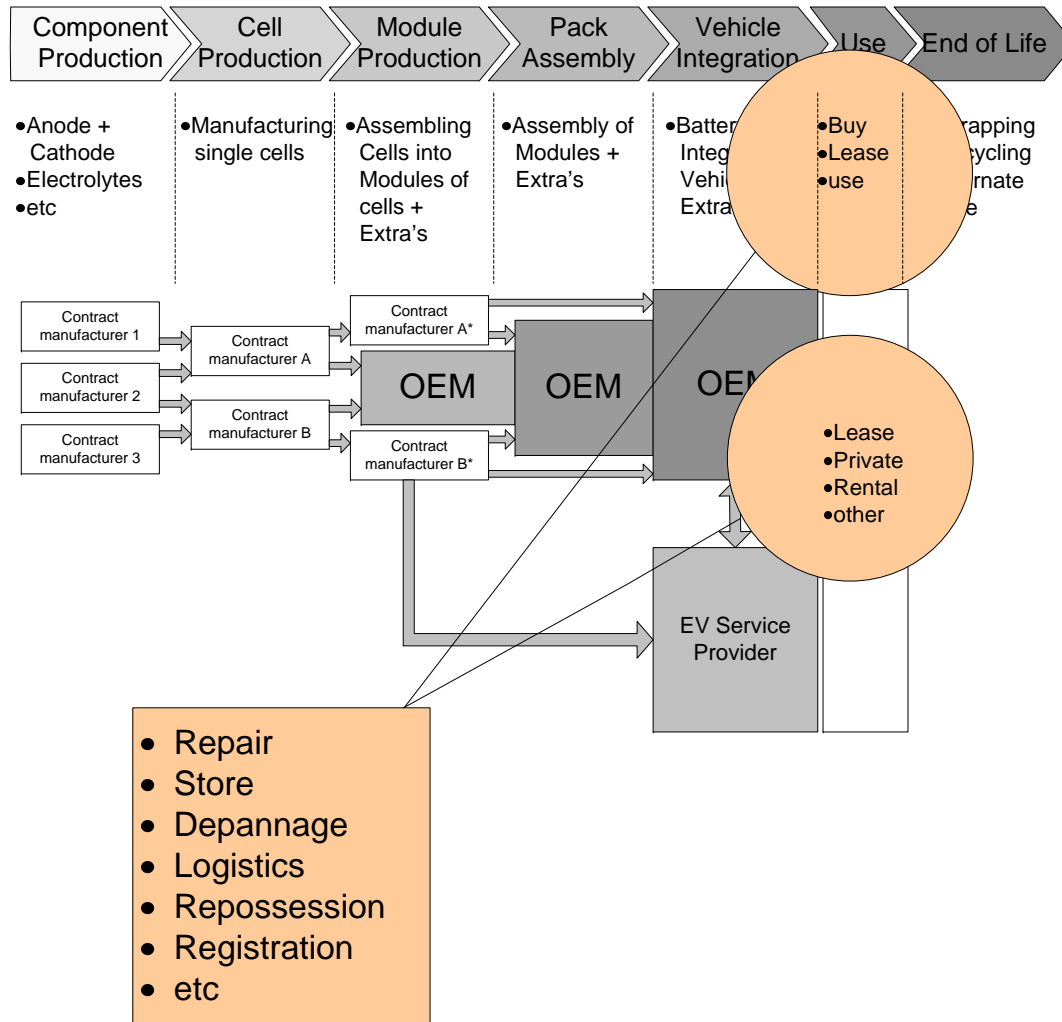 Component
Production
Cell
Production
Module
Production
Pack
Assembly
Vehicle
Integration
Use
End of Life
•Anode +
Cathode
•Electrolytes
•etc
•Manufacturing
single cells
•Assembling
Cells into
Modules of
cells +
Extra's
•Assembly of
Modules +
Extra's
•Buy
•Lease
•use
Contract
manufacturer 1
Contract
manufacturer 2
Contract
manufacturer 3
Contract
manufacturer A
Contract
manufacturer B
Contract
manufacturer A*
OEM
Contract
manufacturer B*
OEM
OEM
•Lease
•Private
•Rental
•other
EV Service
Provider
• Repair
• Store
• Depannage
• Logistics
• Repossession
• Registration
• etc